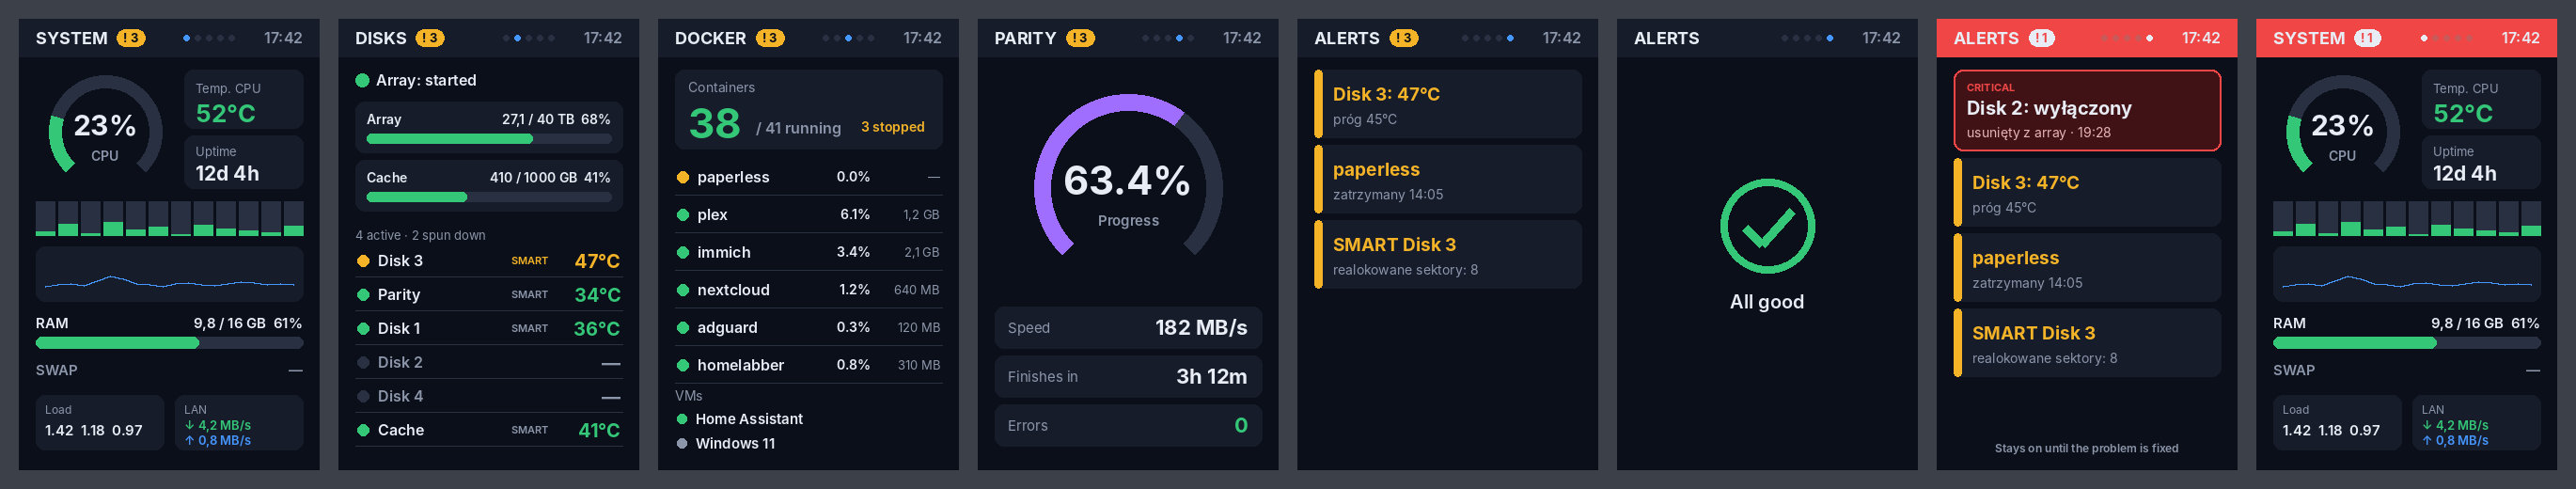 SYSTEM ! 3 17:42
23%
CPU
Temp. CPU
52°C
Uptime
12d 4h
RAM 9,8 / 16 GB 61%
SWAP —
Load
1.42 1.18 0.97
LAN
↓ 4,2 MB/s
↑ 0,8 MB/s
DISKS ! 3 17:42
Array: started
Array 27,1 / 40 TB 68%
Cache 410 / 1000 GB 41%
4 active · 2 spun down
Disk 3 SMART 47°C
Parity SMART 34°C
Disk 1 SMART 36°C
Disk 2 —
Disk 4 —
Cache SMART 41°C
DOCKER ! 3 17:42
Containers
38 / 41 running 3 stopped
paperless 0.0% —
plex 6.1% 1,2 GB
immich 3.4% 2,1 GB
nextcloud 1.2% 640 MB
adguard 0.3% 120 MB
homelabber 0.8% 310 MB
VMs
Home Assistant
Windows 11
PARITY ! 3 17:42
63.4%
Progress
Speed 182 MB/s
Finishes in 3h 12m
Errors 0
ALERTS ! 3 17:42
Disk 3: 47°C
próg 45°C
paperless
zatrzymany 14:05
SMART Disk 3
realokowane sektory: 8
ALERTS 17:42
All good
ALERTS ! 1 17:42
CRITICAL
Disk 2: wyłączony
usunięty z array · 19:28
Disk 3: 47°C
próg 45°C
paperless
zatrzymany 14:05
SMART Disk 3
realokowane sektory: 8
Stays on until the problem is fixed
SYSTEM ! 1 17:42
23%
CPU
Temp. CPU
52°C
Uptime
12d 4h
RAM 9,8 / 16 GB 61%
SWAP —
Load
1.42 1.18 0.97
LAN
↓ 4,2 MB/s
↑ 0,8 MB/s